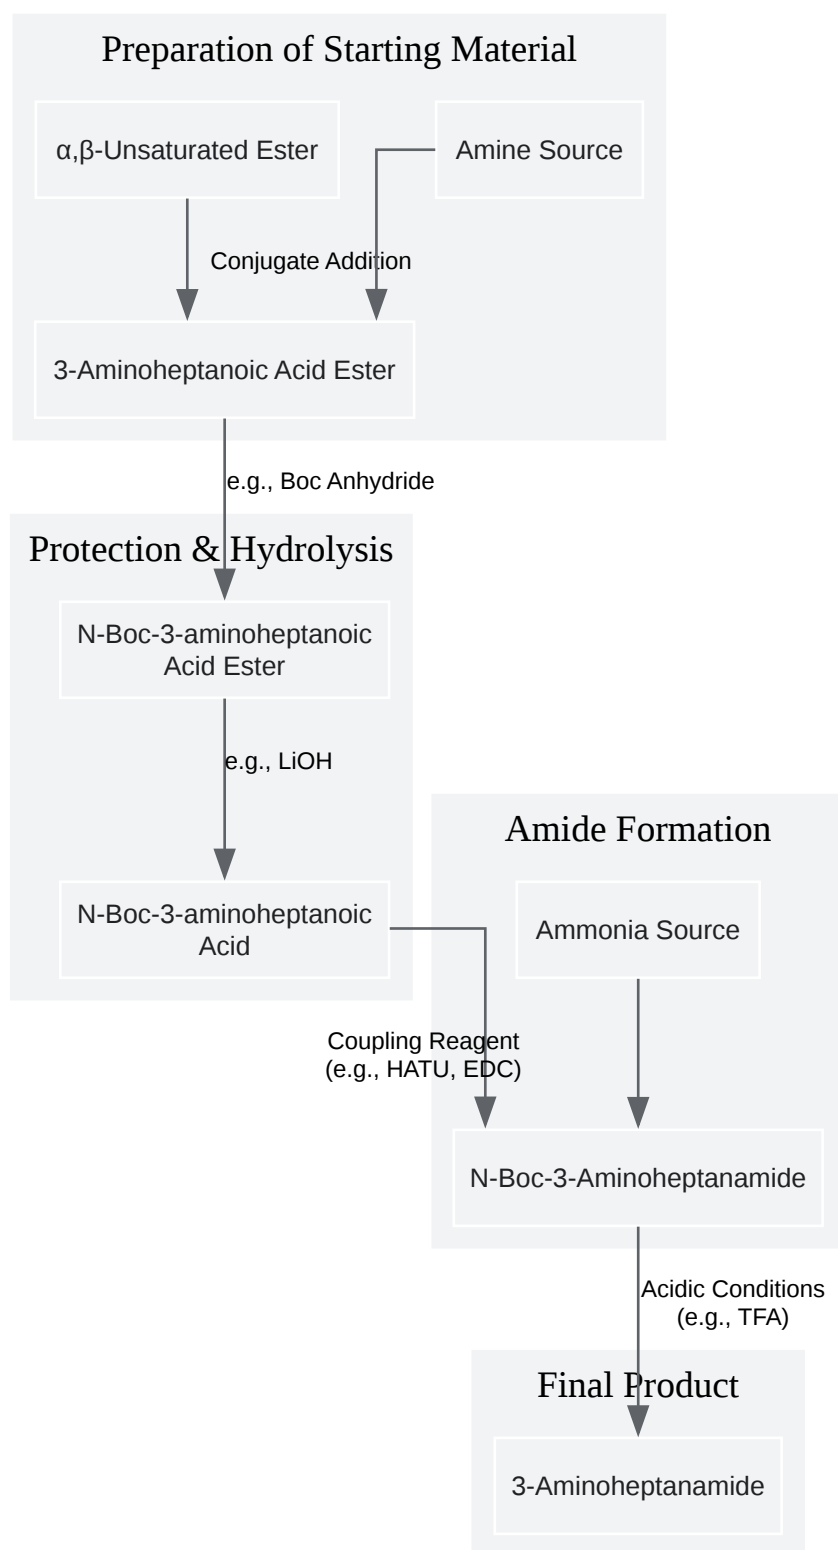 Preparation of Starting Material
α,β-Unsaturated Ester
Amine Source
Conjugate Addition
3-Aminoheptanoic Acid Ester
e.g., Boc Anhydride
Protection & Hydrolysis
N-Boc-3-aminoheptanoic
Acid Ester
e.g., LiOH
N-Boc-3-aminoheptanoic
Acid
Amide Formation
Ammonia Source
Coupling Reagent
(e.g., HATU, EDC)
N-Boc-3-Aminoheptanamide
Acidic Conditions
(e.g., TFA)
Final Product
3-Aminoheptanamide